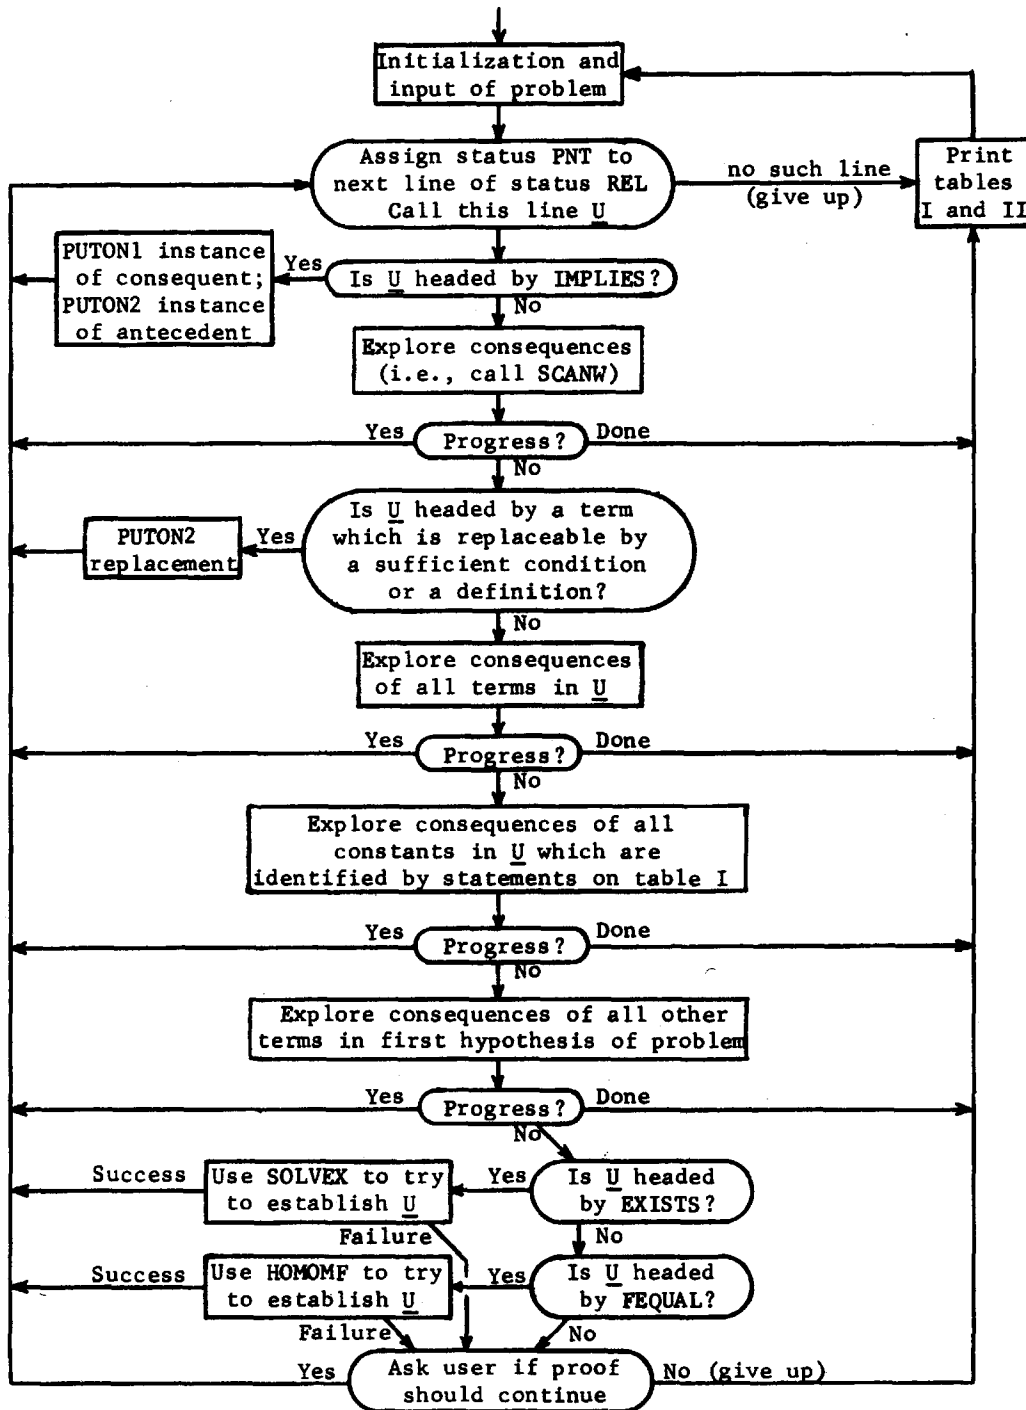 Initialization and
input of problem
Assign status PNT to
next line of status REL
Call this line U
no such line
(give up)
Print
tables
I and II
PUTON1 instance
of consequent;
PUTON2 instance
of antecedent
Yes
Is U headed by IMPLIES?
No
Explore consequences
(i.e., call SCANW)
Yes
Progress?
Done
No
Is U headed by a term
which is replaceable by
a sufficient condition
or a definition?
Yes
PUTON2
replacement
No
Explore consequences
of all terms in U
Yes
Progress?
Done
No
Explore consequences of all
constants in U which are
identified by statements on table I
Yes
Progress?
Done
No
Explore consequences of all other
terms in first hypothesis of problem
Yes
Progress?
Done
No
Success
Use SOLVEX to try
to establish U
Yes
Is U headed
by EXISTS?
Failure
No
Success
Use HOMOMF to try
to establish U
Yes
Is U headed
by FEQUAL?
Failure
No
Yes
Ask user if proof
should continue
No (give up)